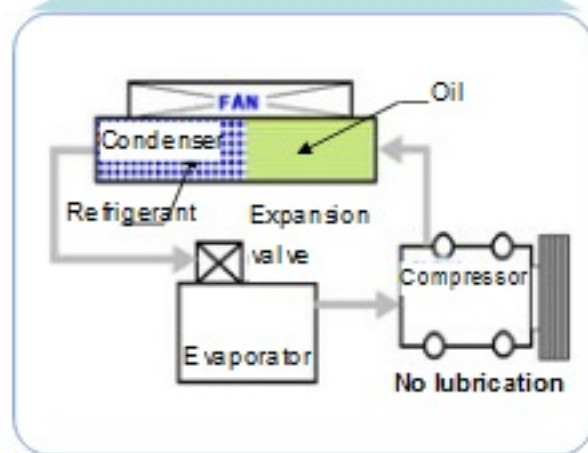 FAN
Oil
Condenser
Refrigerant
Expansion
valve
Compressor
Evaporator
No lubrication